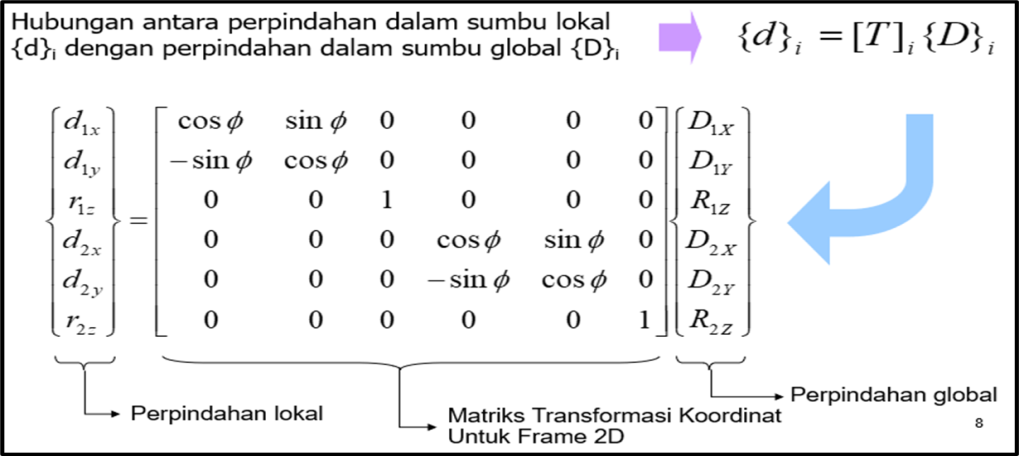 Hubungan antara perpindahan dalam sumbu lokal
{d}ᵢ dengan perpindahan dalam sumbu global {D}ᵢ
{d}ᵢ = [T]ᵢ {D}ᵢ
d₁ₓ cos ϕ sin ϕ 0 0 0 0 D₁X
d₁y − sin ϕ cos ϕ 0 0 0 0 D₁Y
r₁z 0 0 1 0 0 0 R₁Z
=
d₂ₓ 0 0 0 cos ϕ sin ϕ 0 D₂X
d₂y 0 0 0 − sin ϕ cos ϕ 0 D₂Y
r₂z 0 0 0 0 0 1 R₂Z
Perpindahan lokal
Matriks Transformasi Koordinat
Untuk Frame 2D
Perpindahan global
8